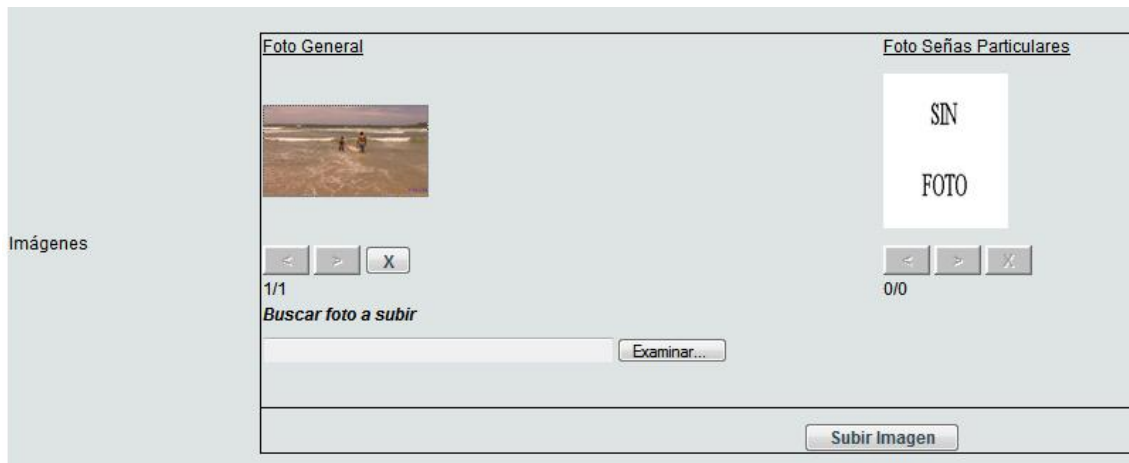 Foto General
Foto Señas Particulares
SIN
FOTO
Imágenes
< > X
< > X
1/1
0/0
Buscar foto a subir
Examinar...
Subir Imagen